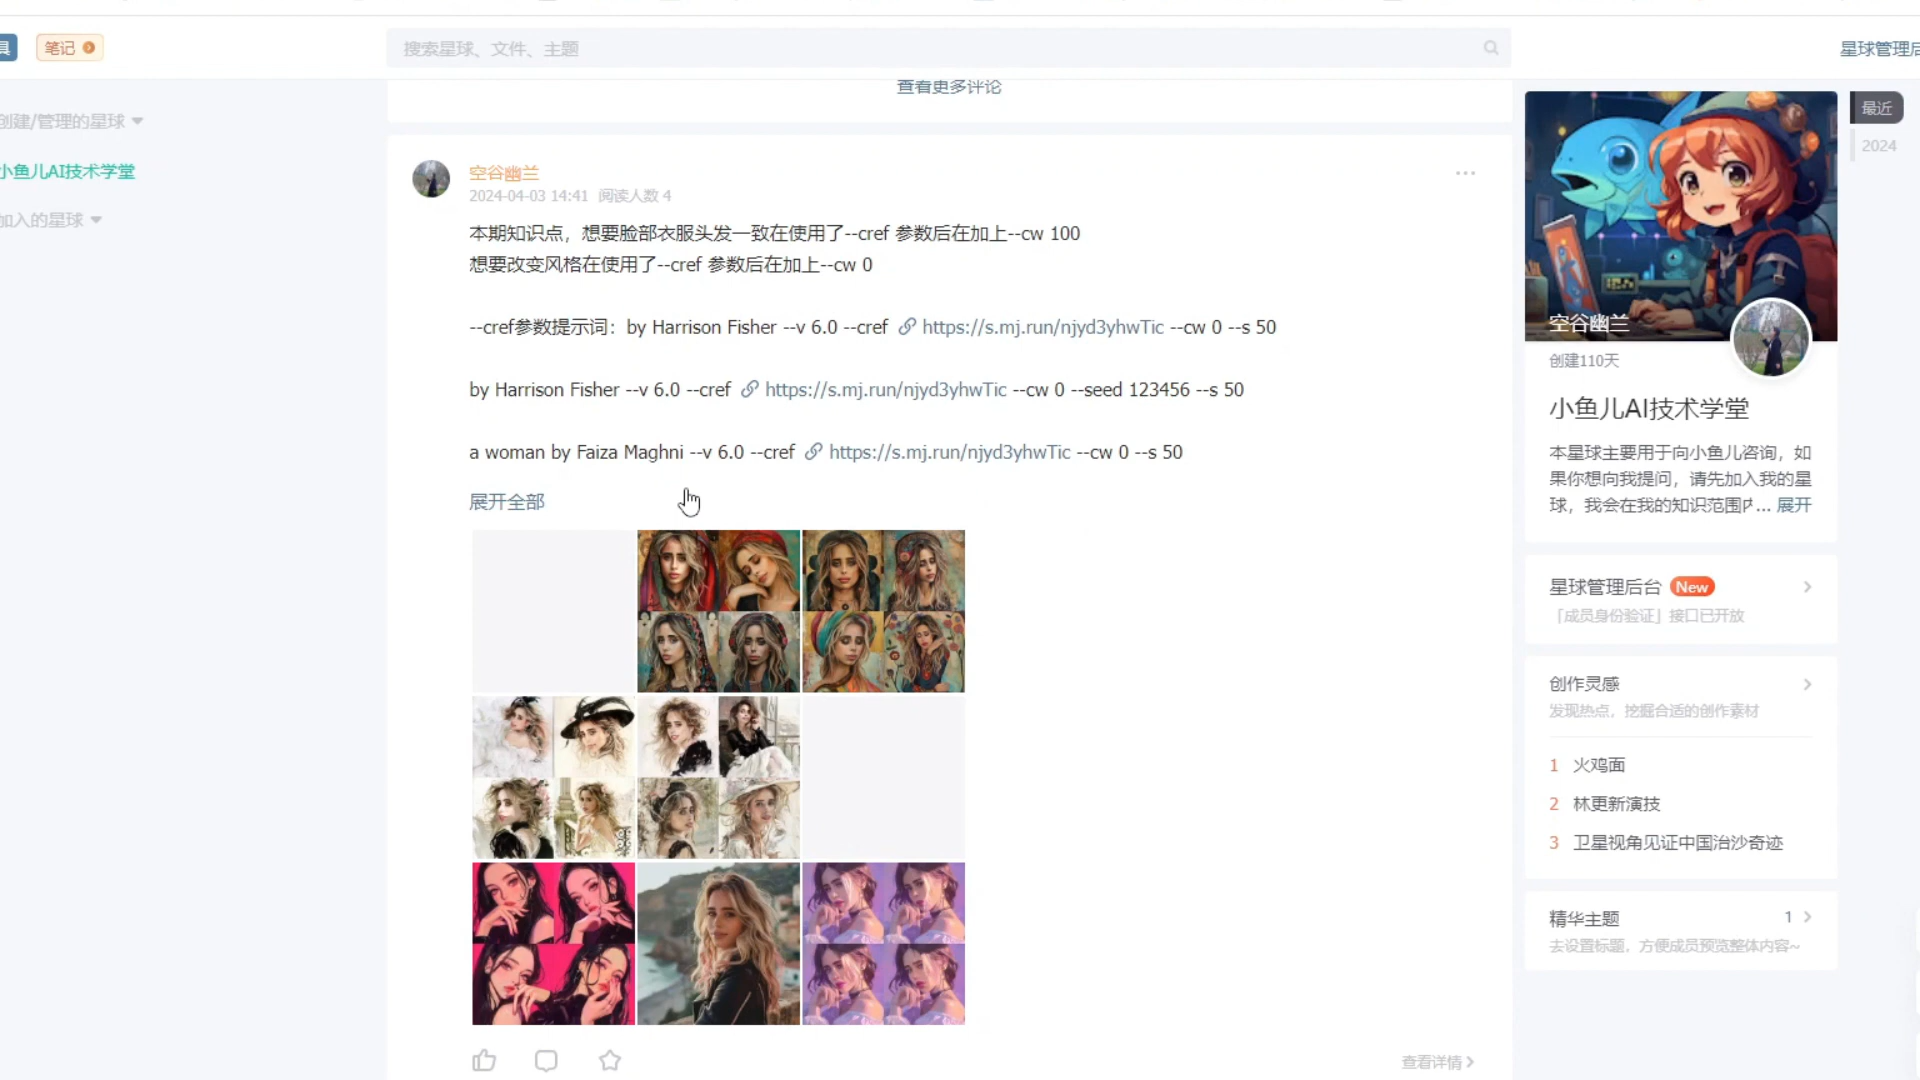 具
笔记
搜索星球、文件、主题
星球管理后
查看更多评论
创建/管理的星球
小鱼儿AI技术学堂
加入的星球
空谷幽兰
2024-04-03 14:41 阅读人数 4
本期知识点，想要脸部衣服头发一致在使用了--cref 参数后在加上--cw 100
想要改变风格在使用了--cref 参数后在加上--cw 0
--cref参数提示词：by Harrison Fisher --v 6.0 --cref https://s.mj.run/njyd3yhwTic --cw 0 --s 50
by Harrison Fisher --v 6.0 --cref https://s.mj.run/njyd3yhwTic --cw 0 --seed 123456 --s 50
a woman by Faiza Maghni --v 6.0 --cref https://s.mj.run/njyd3yhwTic --cw 0 --s 50
展开全部
查看详情
空谷幽兰
创建110天
小鱼儿AI技术学堂
本星球主要用于向小鱼儿咨询，如
果你想向我提问，请先加入我的星
球，我会在我的知识范围内... 展开
星球管理后台 New
「成员身份验证」接口已开放
创作灵感
发现热点，挖掘合适的创作素材
1 火鸡面
2 林更新演技
3 卫星视角见证中国治沙奇迹
精华主题 1
去设置标题，方便成员预览整体内容~
最近
2024